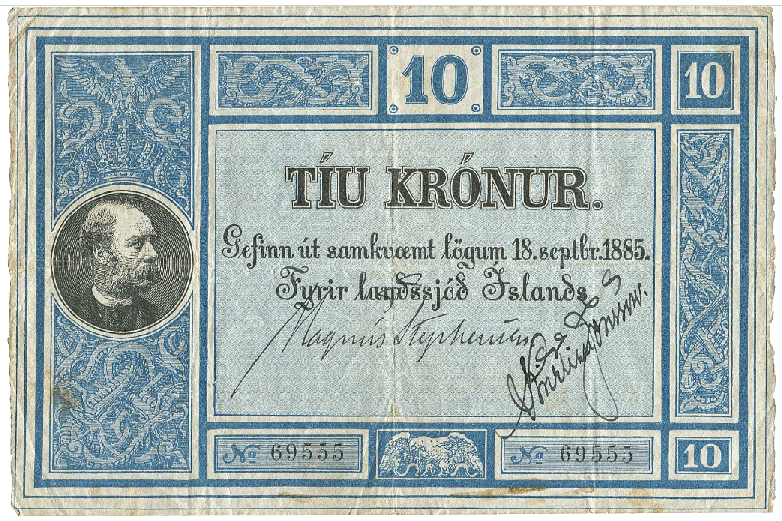 10
10
TÍU KRÓNUR.
Gefinn út samkvæmt lögum 18. septbr. 1885.
Fyrir landssjóð Íslands
Magnús Stephensen
No 69555
No 69555
10